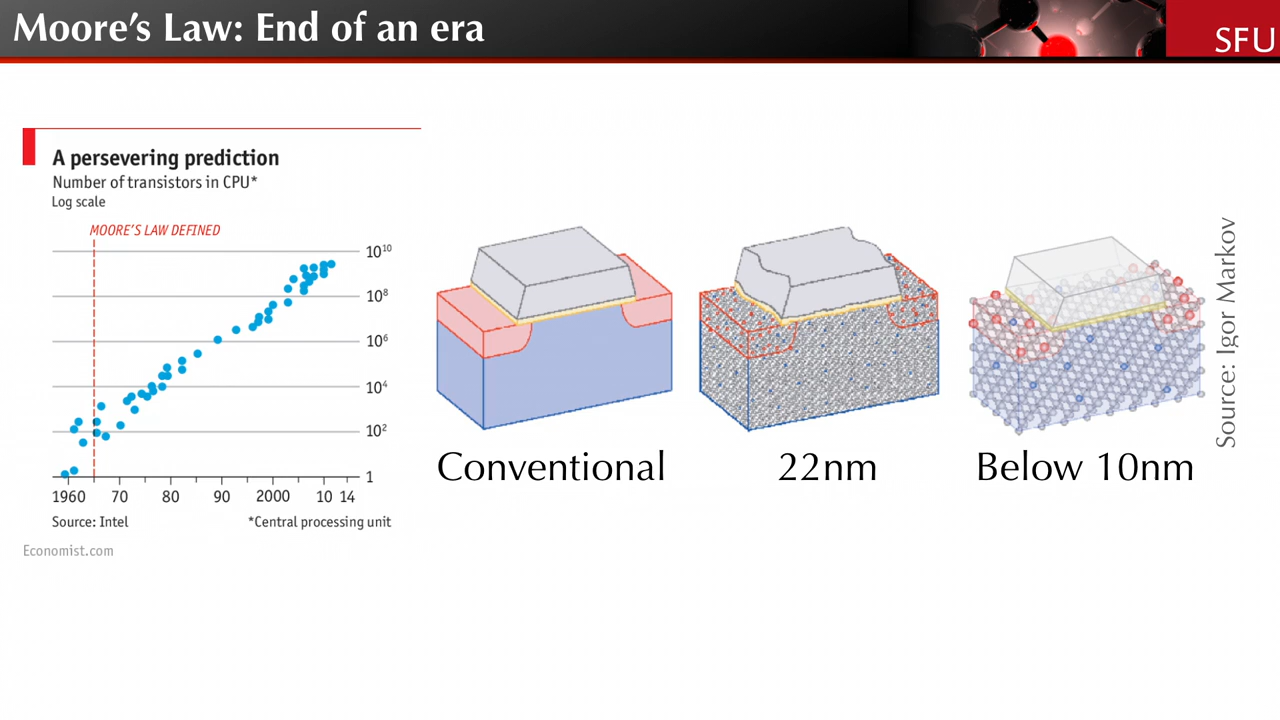 Moore's Law: End of an era
SFU
A persevering prediction
Number of transistors in CPU*
Log scale
MOORE'S LAW DEFINED
10¹⁰
10⁸
10⁶
10⁴
10²
1
1960 70 80 90 2000 10 14
Source: Intel *Central processing unit
Economist.com
Conventional
22nm
Below 10nm
Source: Igor Markov